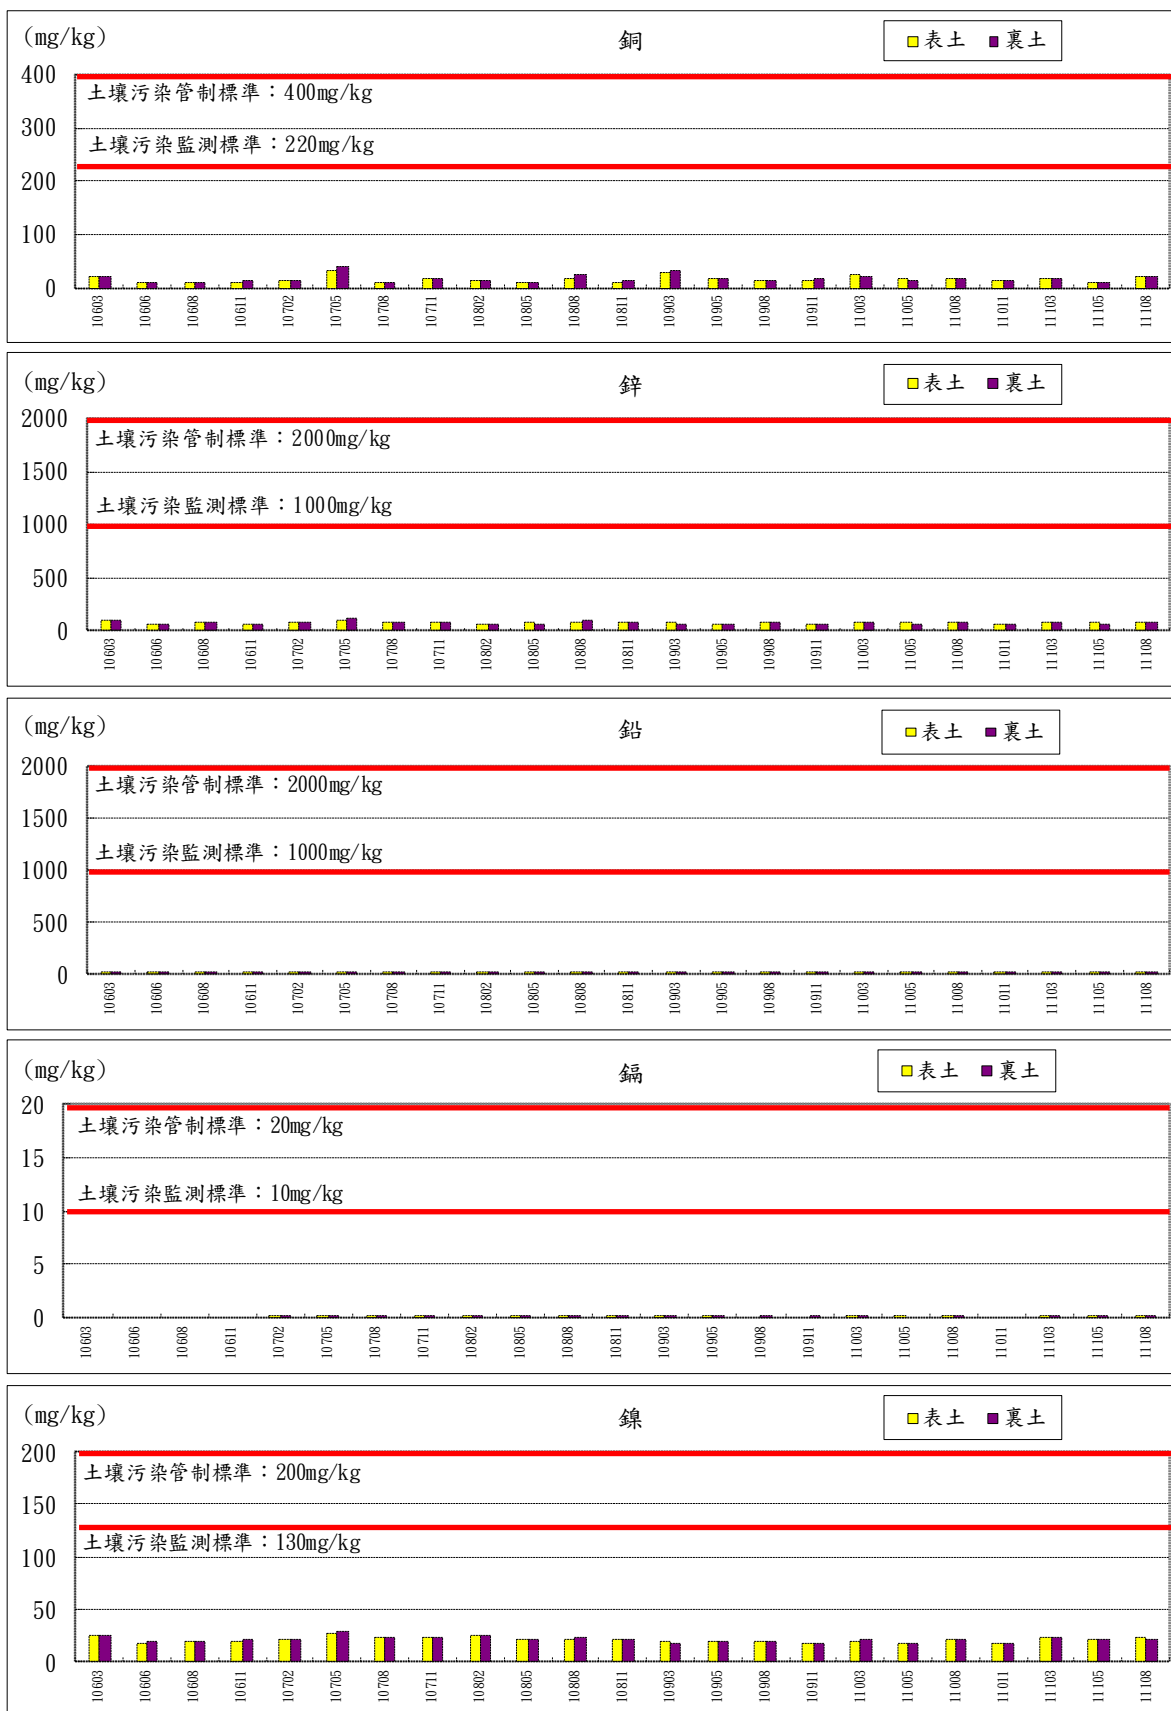 (mg/kg)
銅
表土 裏土
400
土壤污染管制標準：400mg/kg
300
土壤污染監測標準：220mg/kg
200
100
0
10603 10606 10608 10611 10702 10705 10708 10711 10802 10805 10808 10811 10903 10905 10908 10911 11003 11005 11008 11011 11103 11105 11108
(mg/kg)
鋅
表土 裏土
2000
土壤污染管制標準：2000mg/kg
1500
土壤污染監測標準：1000mg/kg
1000
500
0
10603 10606 10608 10611 10702 10705 10708 10711 10802 10805 10808 10811 10903 10905 10908 10911 11003 11005 11008 11011 11103 11105 11108
(mg/kg)
鉛
表土 裏土
2000
土壤污染管制標準：2000mg/kg
1500
土壤污染監測標準：1000mg/kg
1000
500
0
10603 10606 10608 10611 10702 10705 10708 10711 10802 10805 10808 10811 10903 10905 10908 10911 11003 11005 11008 11011 11103 11105 11108
(mg/kg)
鎘
表土 裏土
20
土壤污染管制標準：20mg/kg
15
土壤污染監測標準：10mg/kg
10
5
0
10603 10606 10608 10611 10702 10705 10708 10711 10802 10805 10808 10811 10903 10905 10908 10911 11003 11005 11008 11011 11103 11105 11108
(mg/kg)
鎳
表土 裏土
200
土壤污染管制標準：200mg/kg
150
土壤污染監測標準：130mg/kg
100
50
0
10603 10606 10608 10611 10702 10705 10708 10711 10802 10805 10808 10811 10903 10905 10908 10911 11003 11005 11008 11011 11103 11105 11108